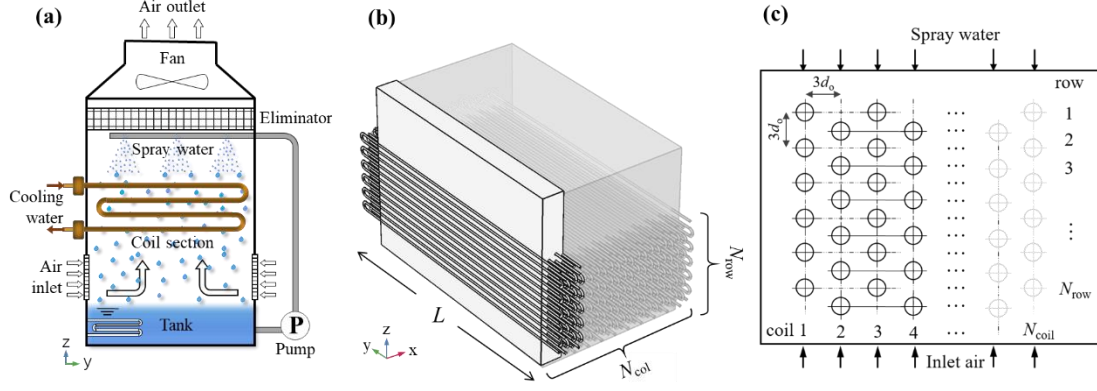 (a)
Air outlet
Fan
Eliminator
Spray water
Cooling
water
Coil section
Air
inlet
Tank
P
Pump
z
y
(b)
L
N_row
N_col
z
y
x
(c)
Spray water
3d_o
3d_o
row
1
2
3
⋮
N_row
... 
...
...
...
...
...
...
coil 1 2 3 4 ... N_coil
Inlet air